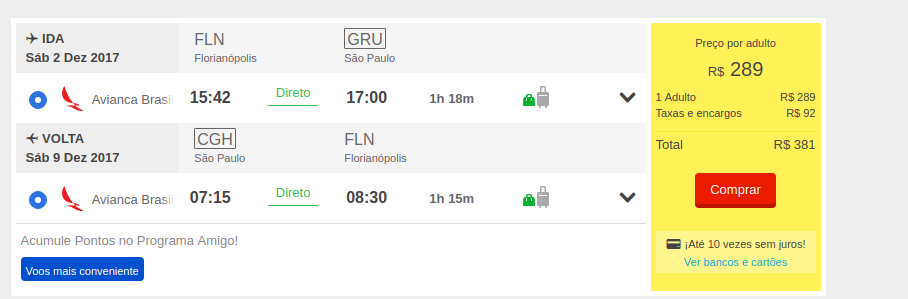 IDA
Sáb 2 Dez 2017
FLN
Florianópolis
GRU
São Paulo
Avianca Brasil
15:42
Direto
17:00
1h 18m
VOLTA
Sáb 9 Dez 2017
CGH
São Paulo
FLN
Florianópolis
Avianca Brasil
07:15
Direto
08:30
1h 15m
Acumule Pontos no Programa Amigo!
Voos mais conveniente
Preço por adulto
R$ 289
1 Adulto R$ 289
Taxas e encargos R$ 92
Total R$ 381
Comprar
¡Até 10 vezes sem juros!
Ver bancos e cartões